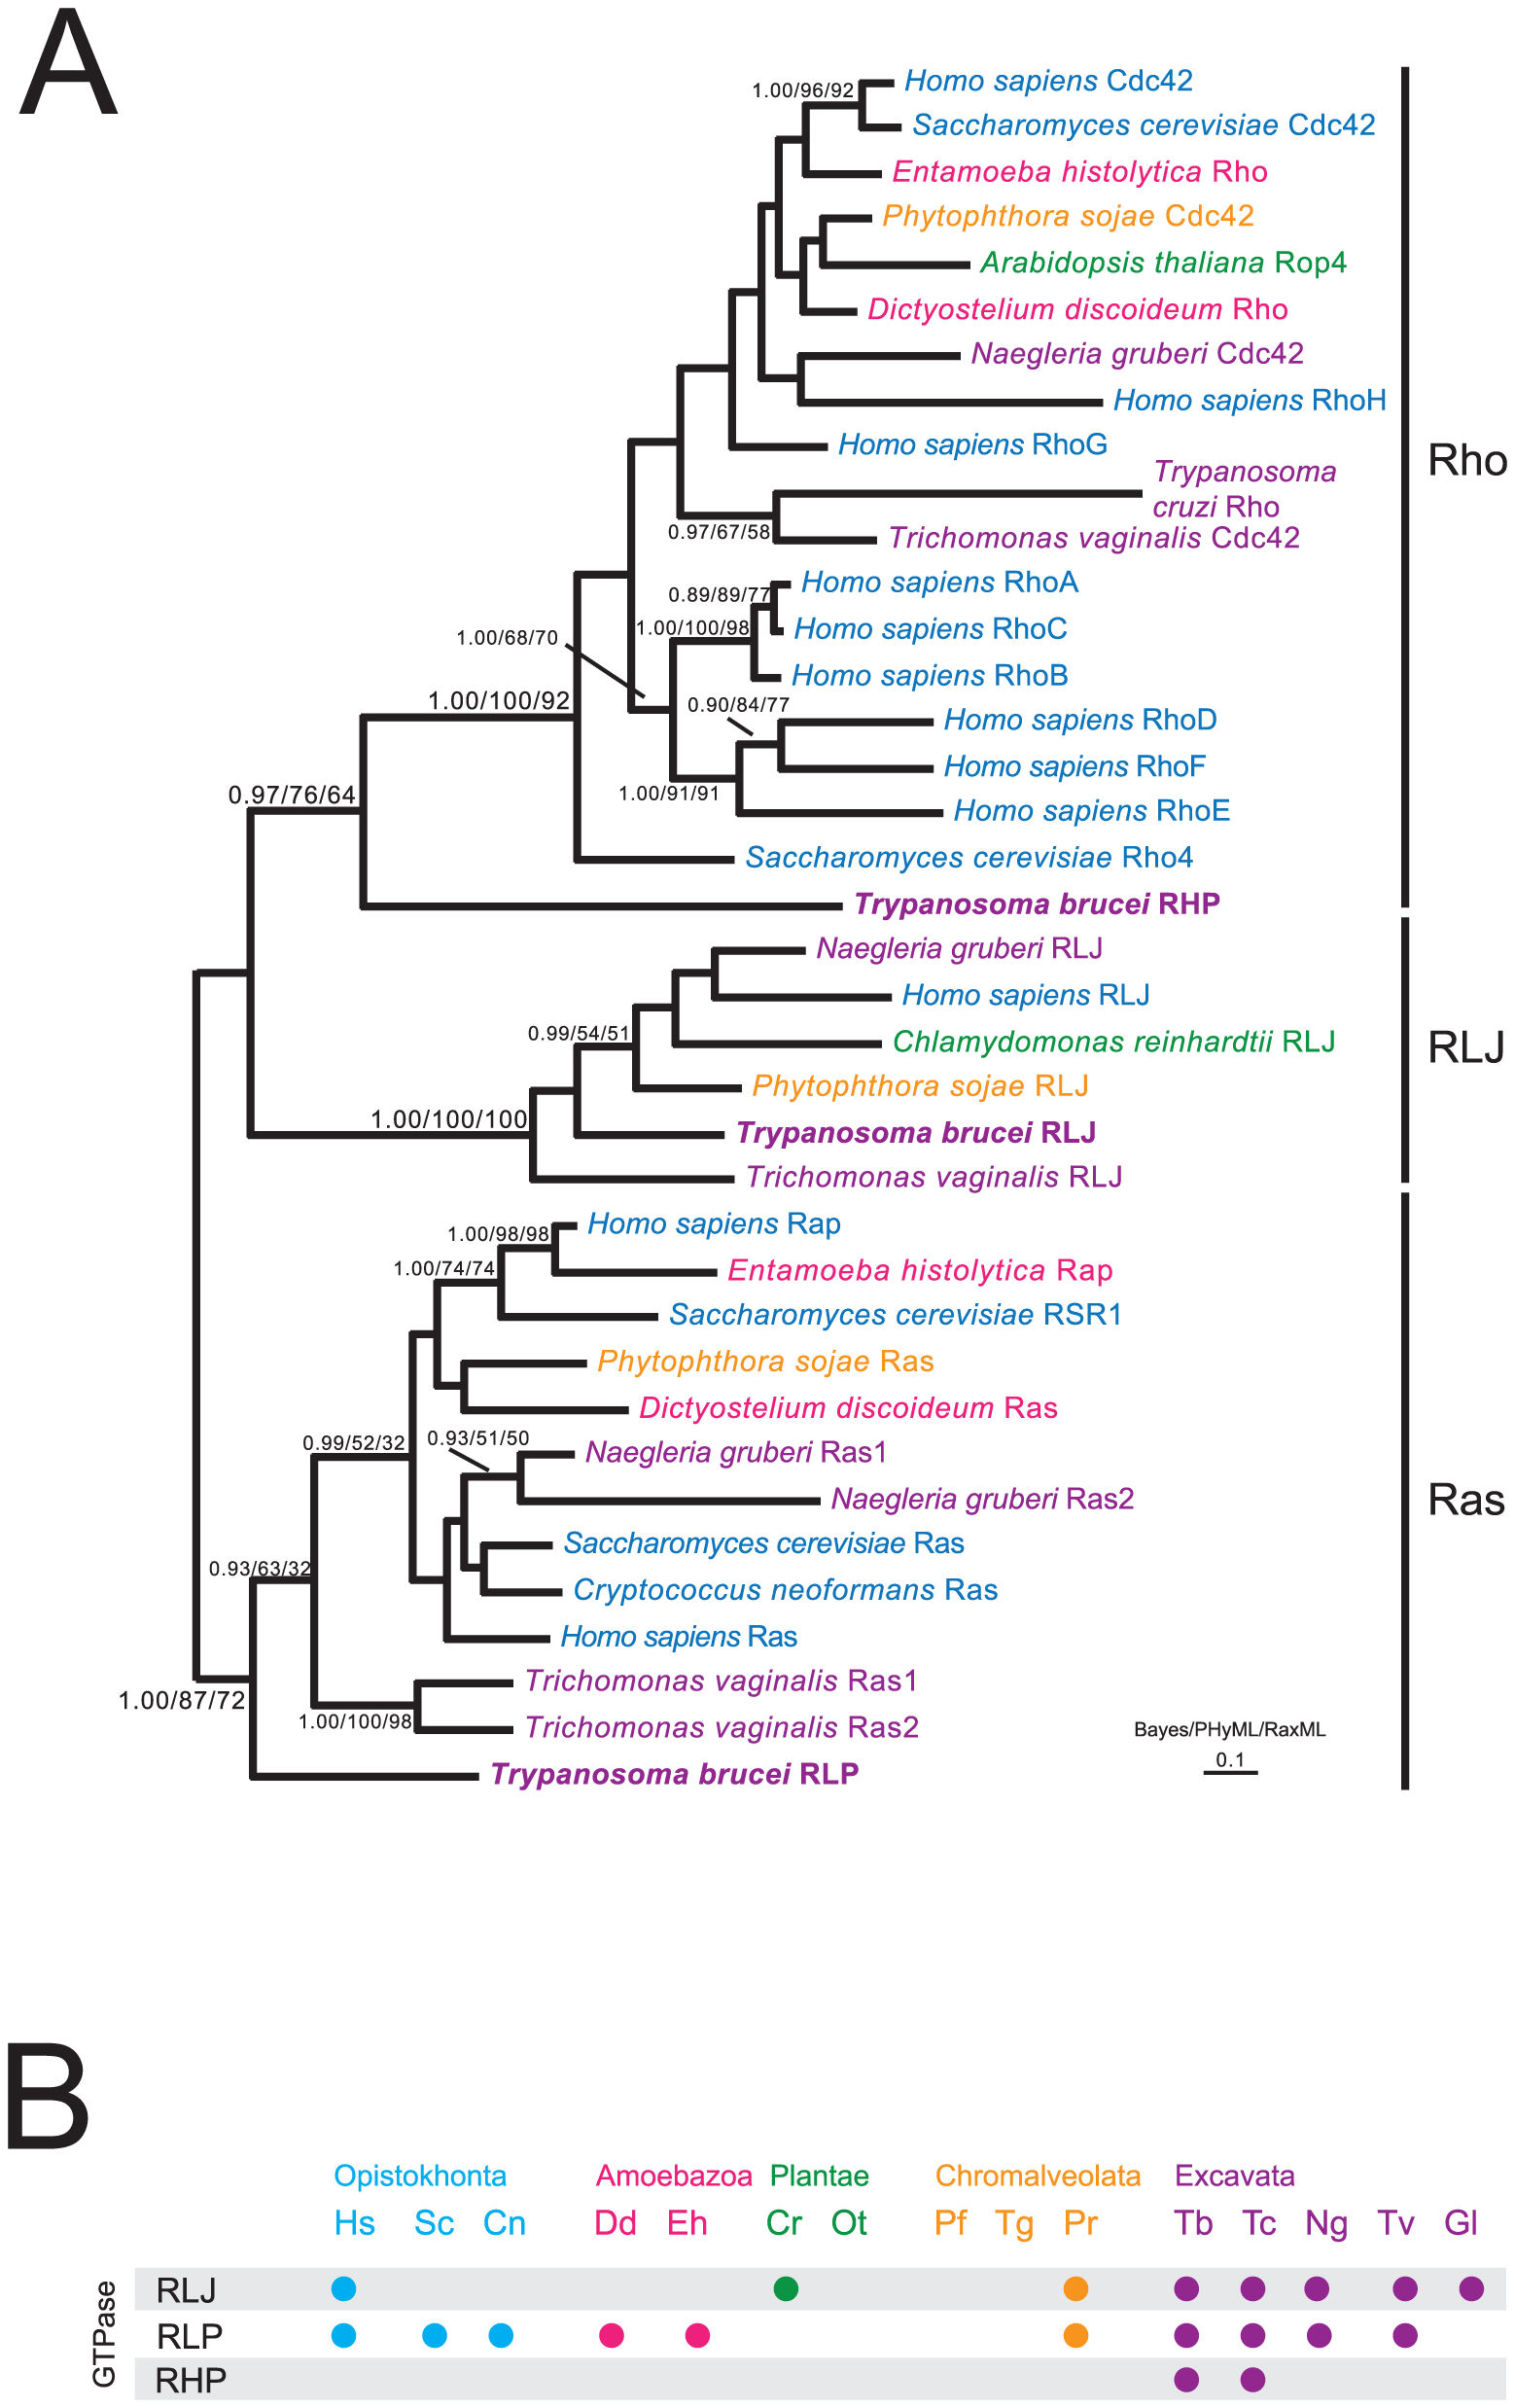 A
1.00/96/92
Homo sapiens Cdc42
Saccharomyces cerevisiae Cdc42
Entamoeba histolytica Rho
Phytophthora sojae Cdc42
Arabidopsis thaliana Rop4
Dictyostelium discoideum Rho
Naegleria gruberi Cdc42
Homo sapiens RhoH
Homo sapiens RhoG
Rho
Trypanosoma
cruzi Rho
0.97/67/58
Trichomonas vaginalis Cdc42
Homo sapiens RhoA
0.89/89/77
Homo sapiens RhoC
1.00/100/98
1.00/68/70
Homo sapiens RhoB
1.00/100/92
0.90/84/77
Homo sapiens RhoD
Homo sapiens RhoF
1.00/91/91
0.97/76/64
Homo sapiens RhoE
Saccharomyces cerevisiae Rho4
Trypanosoma brucei RHP
Naegleria gruberi RLJ
Homo sapiens RLJ
0.99/54/51
Chlamydomonas reinhardtii RLJ
RLJ
Phytophthora sojae RLJ
1.00/100/100
Trypanosoma brucei RLJ
Trichomonas vaginalis RLJ
Homo sapiens Rap
1.00/98/98
1.00/74/74
Entamoeba histolytica Rap
Saccharomyces cerevisiae RSR1
Phytophthora sojae Ras
Dictyostelium discoideum Ras
0.99/52/32
0.93/51/50
Naegleria gruberi Ras1
Naegleria gruberi Ras2
Ras
Saccharomyces cerevisiae Ras
0.93/63/32
Cryptococcus neoformans Ras
Homo sapiens Ras
1.00/87/72
Trichomonas vaginalis Ras1
1.00/100/98
Trichomonas vaginalis Ras2
Bayes/PHyML/RaxML
0.1
Trypanosoma brucei RLP
B
Opistokhonta Amoebazoa Plantae Chromalveolata Excavata
Hs Sc Cn Dd Eh Cr Ot Pf Tg Pr Tb Tc Ng Tv Gl
GTPase
RLJ
RLP
RHP